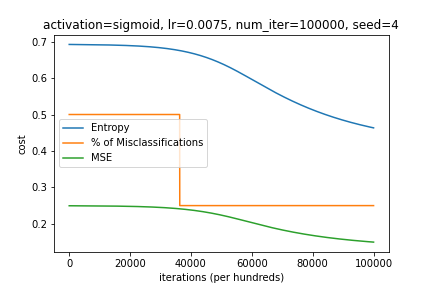 activation=sigmoid, lr=0.0075, num_iter=100000, seed=4
0.7
0.6
0.5
0.4
0.3
0.2
cost
Entropy
% of Misclassifications
MSE
0 20000 40000 60000 80000 100000
iterations (per hundreds)